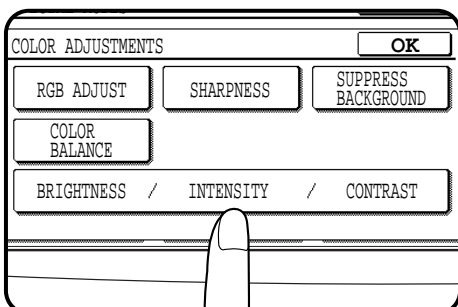 COLOR ADJUSTMENTS OK
RGB ADJUST SHARPNESS SUPPRESS BACKGROUND
COLOR BALANCE
BRIGHTNESS / INTENSITY / CONTRAST